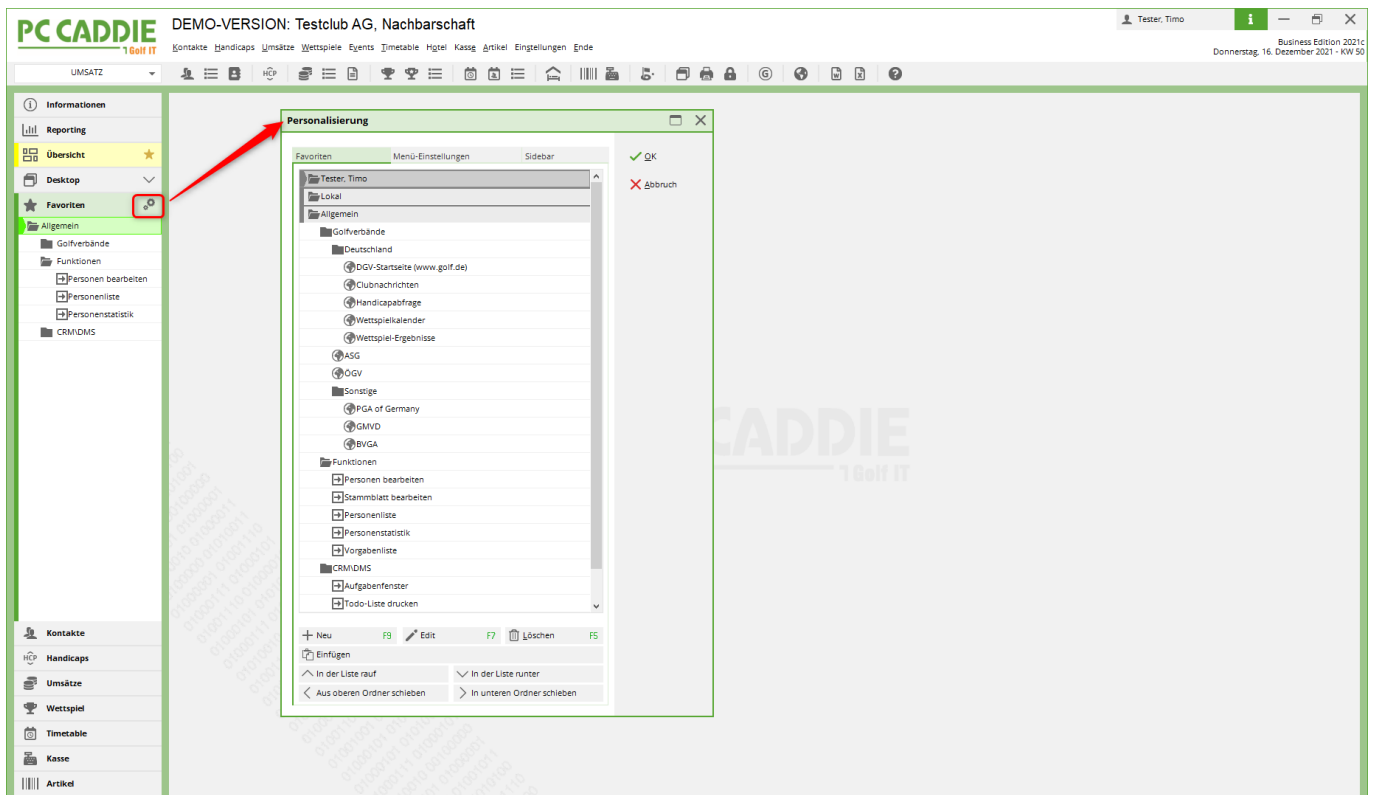 PC CADDIE
Golf IT
DEMO-VERSION: Testclub AG, Nachbarschaft
Kontakte Handicaps Umsätze Wettspiele Events Timetable Hotel Kasse Artikel Einstellungen Ende
Tester, Timo
i
Business Edition 2021c
Donnerstag, 16. Dezember 2021 - KW 50
UMSATZ
HCP
G
W
X
?
Informationen
Reporting
Übersicht
Desktop
Favoriten
Allgemein
Golfverbände
Funktionen
Personen bearbeiten
Personenliste
Personenstatistik
CRM\DMS
Kontakte
HCP Handicaps
Umsätze
Wettspiel
Timetable
Kasse
Artikel
Personalisierung
Favoriten Menü-Einstellungen Sidebar
Tester, Timo
Lokal
Allgemein
Golfverbände
Deutschland
DGV-Startseite (www.golf.de)
Clubnachrichten
Handicapabfrage
Wettspielkalender
Wettspiel-Ergebnisse
ASG
ÖGV
Sonstige
PGA of Germany
GMVD
BVGA
Funktionen
Personen bearbeiten
Stammblatt bearbeiten
Personenliste
Personenstatistik
Vorgabenliste
CRM\DMS
Aufgabenfenster
Todo-Liste drucken
Neu F9 Edit F7 Löschen F5
Einfügen
In der Liste rauf In der Liste runter
Aus oberen Ordner schieben In unteren Ordner schieben
OK
Abbruch
CADDIE
Golf IT